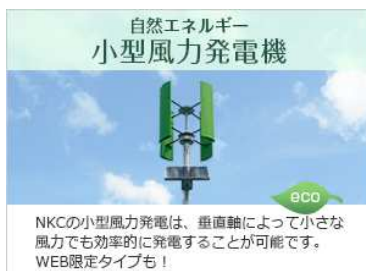 自然エネルギー
小型風力発電機
eco
NKCの小型風力発電は、垂直軸によって小さな
風力でも効率的に発電することが可能です。
WEB限定タイプも！